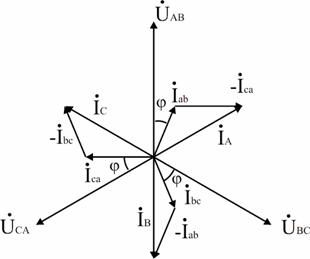 U̇AB
φ İab -İca
İC
-İbc İA
İca φ φ
İB İbc
U̇CA -İab U̇BC